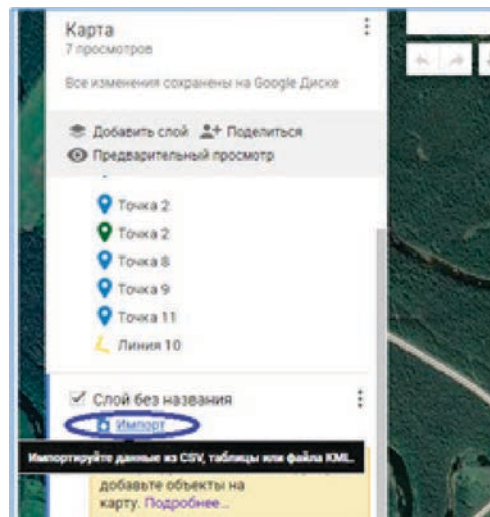 Карта
7 просмотров
Все изменения сохранены на Google Диске
Добавить слой Поделиться
Предварительный просмотр
Точка 2
Точка 2
Точка 8
Точка 9
Точка 11
Линия 10
Слой без названия
Импорт
Импортируйте данные из CSV, таблицы или файла KML.
добавьте объекты на
карту. Подробнее...